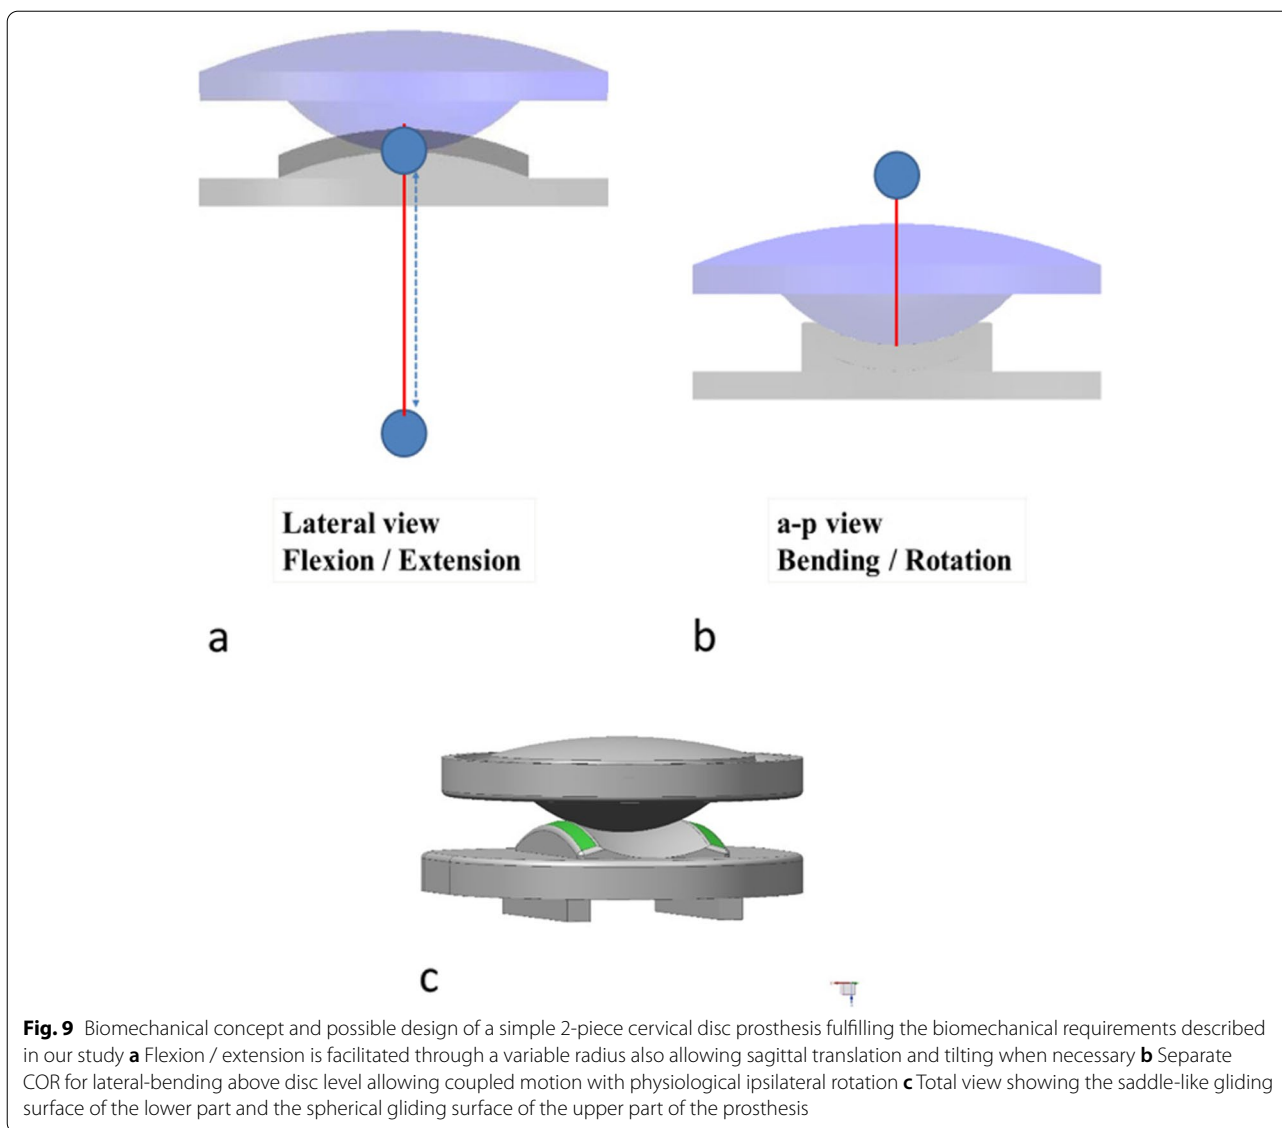 Lateral view
Flexion / Extension
a-p view
Bending / Rotation
a
b
c
Fig. 9 Biomechanical concept and possible design of a simple 2-piece cervical disc prosthesis fulfilling the biomechanical requirements described
in our study a Flexion / extension is facilitated through a variable radius also allowing sagittal translation and tilting when necessary b Separate
COR for lateral-bending above disc level allowing coupled motion with physiological ipsilateral rotation c Total view showing the saddle-like gliding
surface of the lower part and the spherical gliding surface of the upper part of the prosthesis